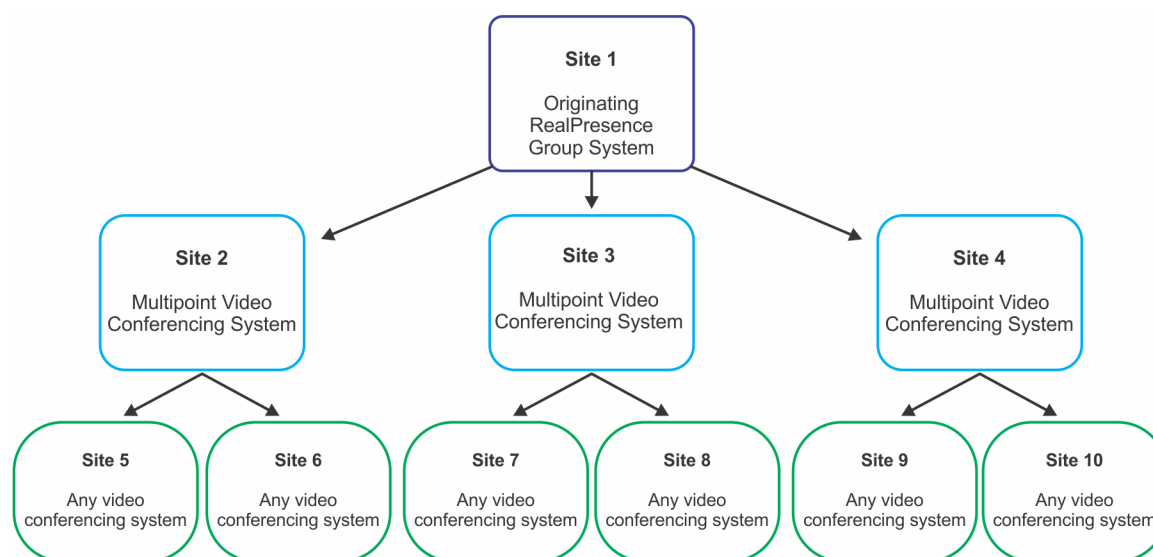 Site 1
Originating
RealPresence
Group System
Site 2
Multipoint Video
Conferencing System
Site 3
Multipoint Video
Conferencing System
Site 4
Multipoint Video
Conferencing System
Site 5
Any video
conferencing system
Site 6
Any video
conferencing system
Site 7
Any video
conferencing system
Site 8
Any video
conferencing system
Site 9
Any video
conferencing system
Site 10
Any video
conferencing system